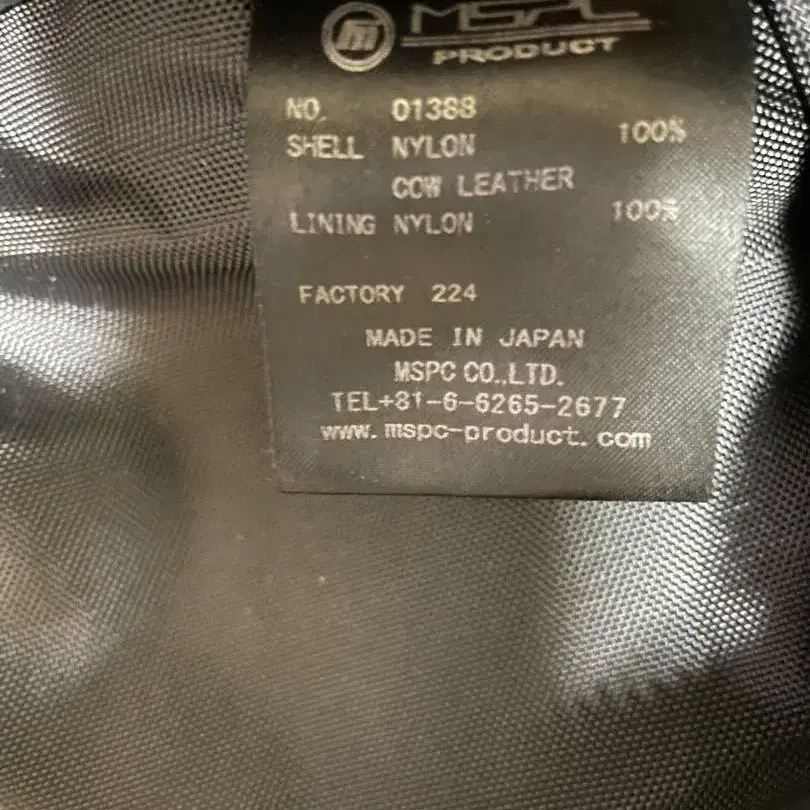 m MSPC
PRODUCT
NO. 01388
SHELL NYLON 100%
COW LEATHER
LINING NYLON 100%
FACTORY 224
MADE IN JAPAN
MSPC CO.,LTD.
TEL+81-6-6265-2677
www.mspc-product.com